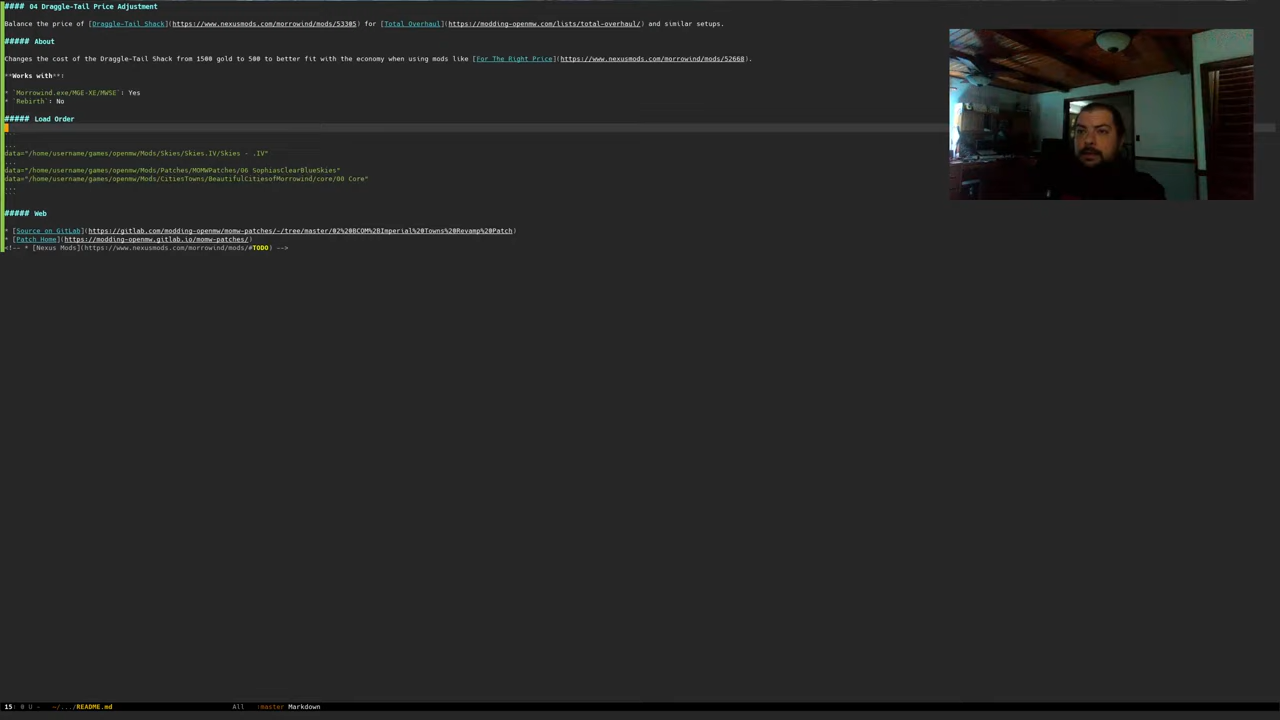 #### 04 Draggle-Tail Price Adjustment
Balance the price of [Draggle-Tail Shack](https://www.nexusmods.com/morrowind/mods/53305) for [Total Overhaul](https://modding-openmw.com/lists/total-overhaul/) and similar setups.
##### About
Changes the cost of the Draggle-Tail Shack from 1500 gold to 500 to better fit with the economy when using mods like [For The Right Price](https://www.nexusmods.com/morrowind/mods/52668).
**Works with**:
* `Morrowind.exe/MGE-XE/MWSE`: Yes
* `Rebirth`: No
##### Load Order
```
...
data="/home/username/games/openmw/Mods/Skies/Skies.IV/Skies - .IV"
...
data="/home/username/games/openmw/Mods/Patches/MOMWPatches/06 SophiasClearBlueSkies"
data="/home/username/games/openmw/Mods/CitiesTowns/BeautifulCitiesofMorrowind/core/00 Core"
...
```
##### Web
* [Source on GitLab](https://gitlab.com/modding-openmw/momw-patches/-/tree/master/02%20BCOM%2BImperial%20Towns%20Revamp%20Patch)
* [Patch Home](https://modding-openmw.gitlab.io/momw-patches/)
<!-- * [Nexus Mods](https://www.nexusmods.com/morrowind/mods/#TODO) -->
15: # U - ~/.../README.md All :master Markdown